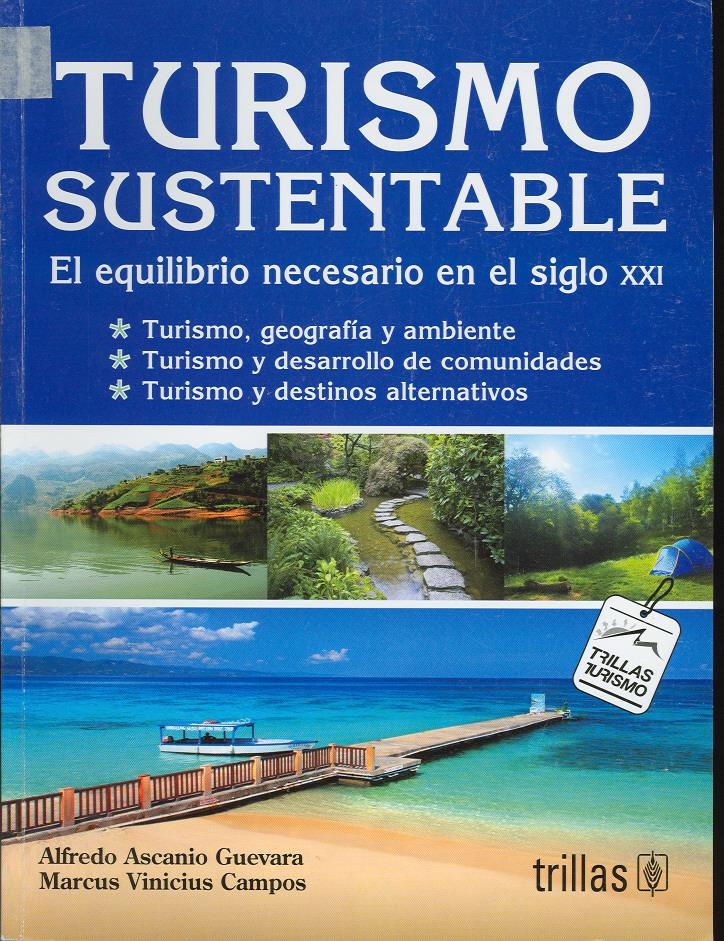 TURISMO
SUSTENTABLE
El equilibrio necesario en el siglo XXI
* Turismo, geografía y ambiente
* Turismo y desarrollo de comunidades
* Turismo y destinos alternativos
TRILLAS
TURISMO
Alfredo Ascanio Guevara
Marcus Vinicius Campos
trillas